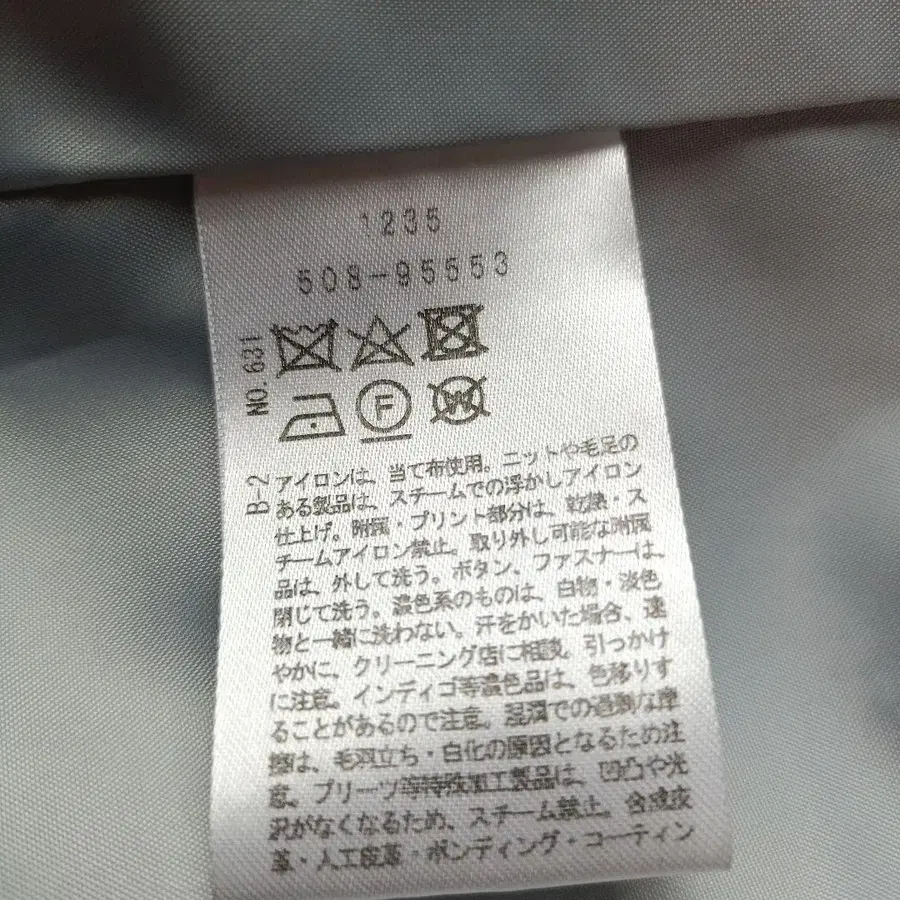 1235
508-95553
NO.631
F
W
B-2
アイロンは、当て布使用。ニットや毛足の
ある製品は、スチームでの浮かしアイロン
仕上げ。附属・プリント部分は、乾熱・ス
チームアイロン禁止。取り外し可能な附属
品は、外して洗う。ボタン、ファスナーは、
閉じて洗う。濃色系のものは、白物・淡色
物と一緒に洗わない。汗をかいた場合、速
やかに、クリーニング店に相談。引っかけ
に注意。インディゴ等濃色品は、色移りす
ることがあるので注意。湿潤での過剰な摩
擦は、毛羽立ち・白化の原因となるため注
意。プリーツ等特殊加工製品は、凹凸や光
沢がなくなるため、スチーム禁止。合成皮
革・人工皮革・ボンディング・コーティン